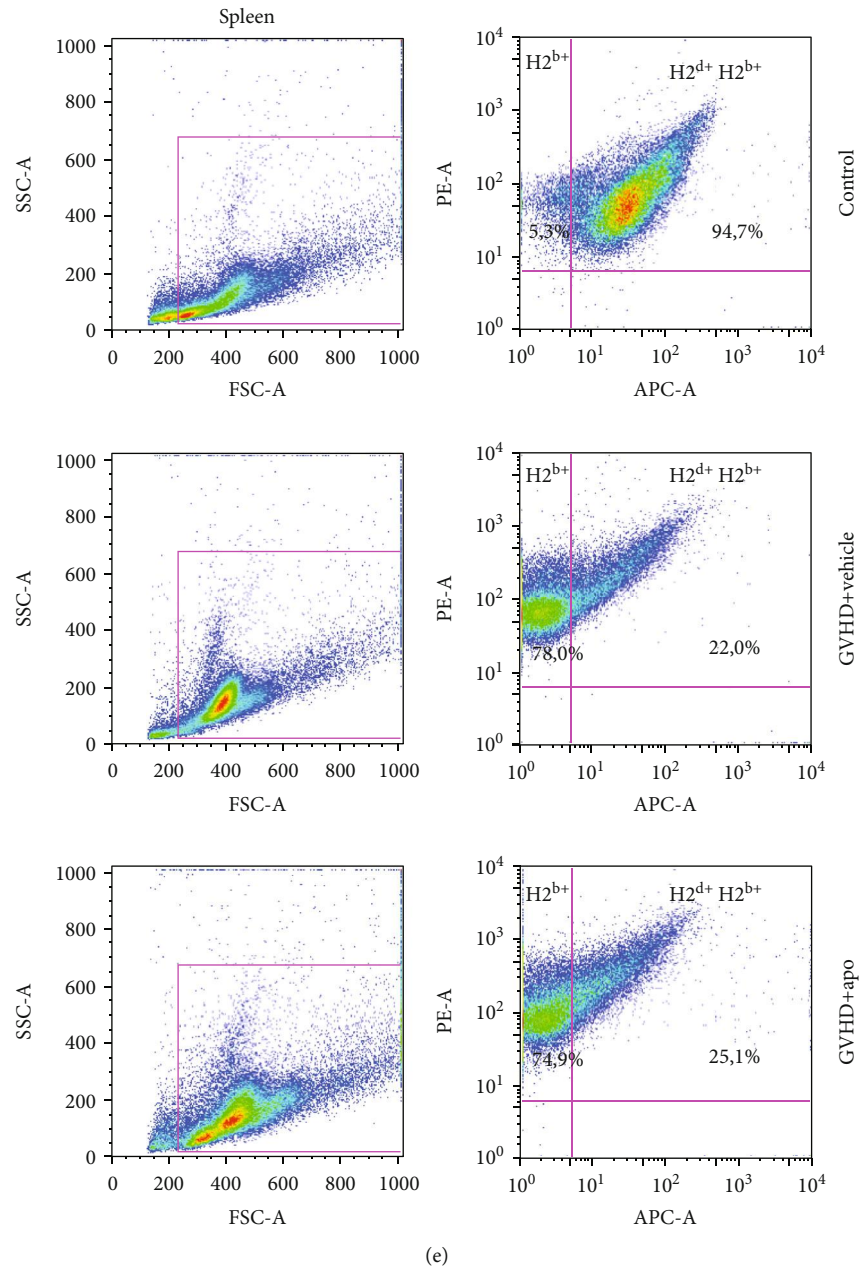 Spleen
1000
800
600
400
200
0
SSC-A
0 200 400 600 800 1000
FSC-A
10⁴
10³
10²
10¹
10⁰
PE-A
H2ᵇ⁺
H2ᵈ⁺ H2ᵇ⁺
5,3%
94,7%
10⁰ 10¹ 10² 10³ 10⁴
APC-A
Control
1000
800
600
400
200
0
SSC-A
0 200 400 600 800 1000
FSC-A
10⁴
10³
10²
10¹
10⁰
PE-A
H2ᵇ⁺
H2ᵈ⁺ H2ᵇ⁺
78,0%
22,0%
10⁰ 10¹ 10² 10³ 10⁴
APC-A
GVHD+vehicle
1000
800
600
400
200
0
SSC-A
0 200 400 600 800 1000
FSC-A
10⁴
10³
10²
10¹
10⁰
PE-A
H2ᵇ⁺
H2ᵈ⁺ H2ᵇ⁺
74,9%
25,1%
10⁰ 10¹ 10² 10³ 10⁴
APC-A
GVHD+apo
(e)